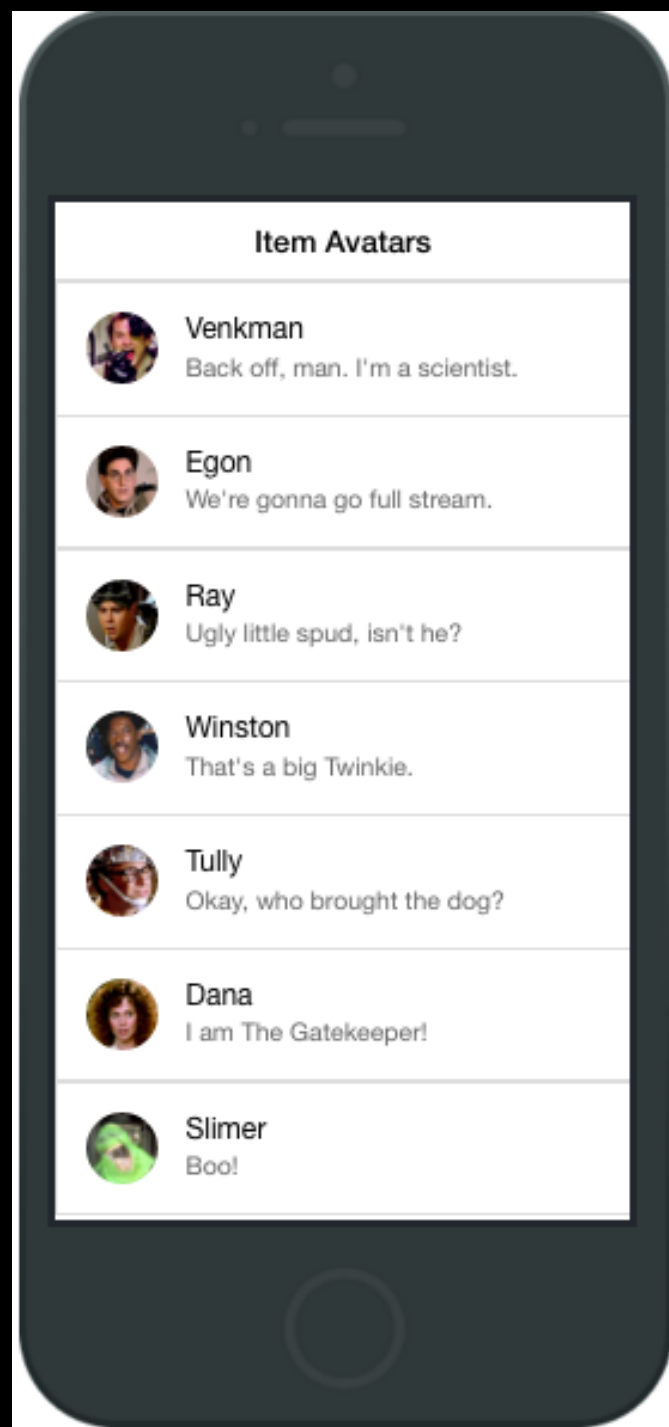 Item Avatars
Venkman
Back off, man. I'm a scientist.
Egon
We're gonna go full stream.
Ray
Ugly little spud, isn't he?
Winston
That's a big Twinkie.
Tully
Okay, who brought the dog?
Dana
I am The Gatekeeper!
Slimer
Boo!